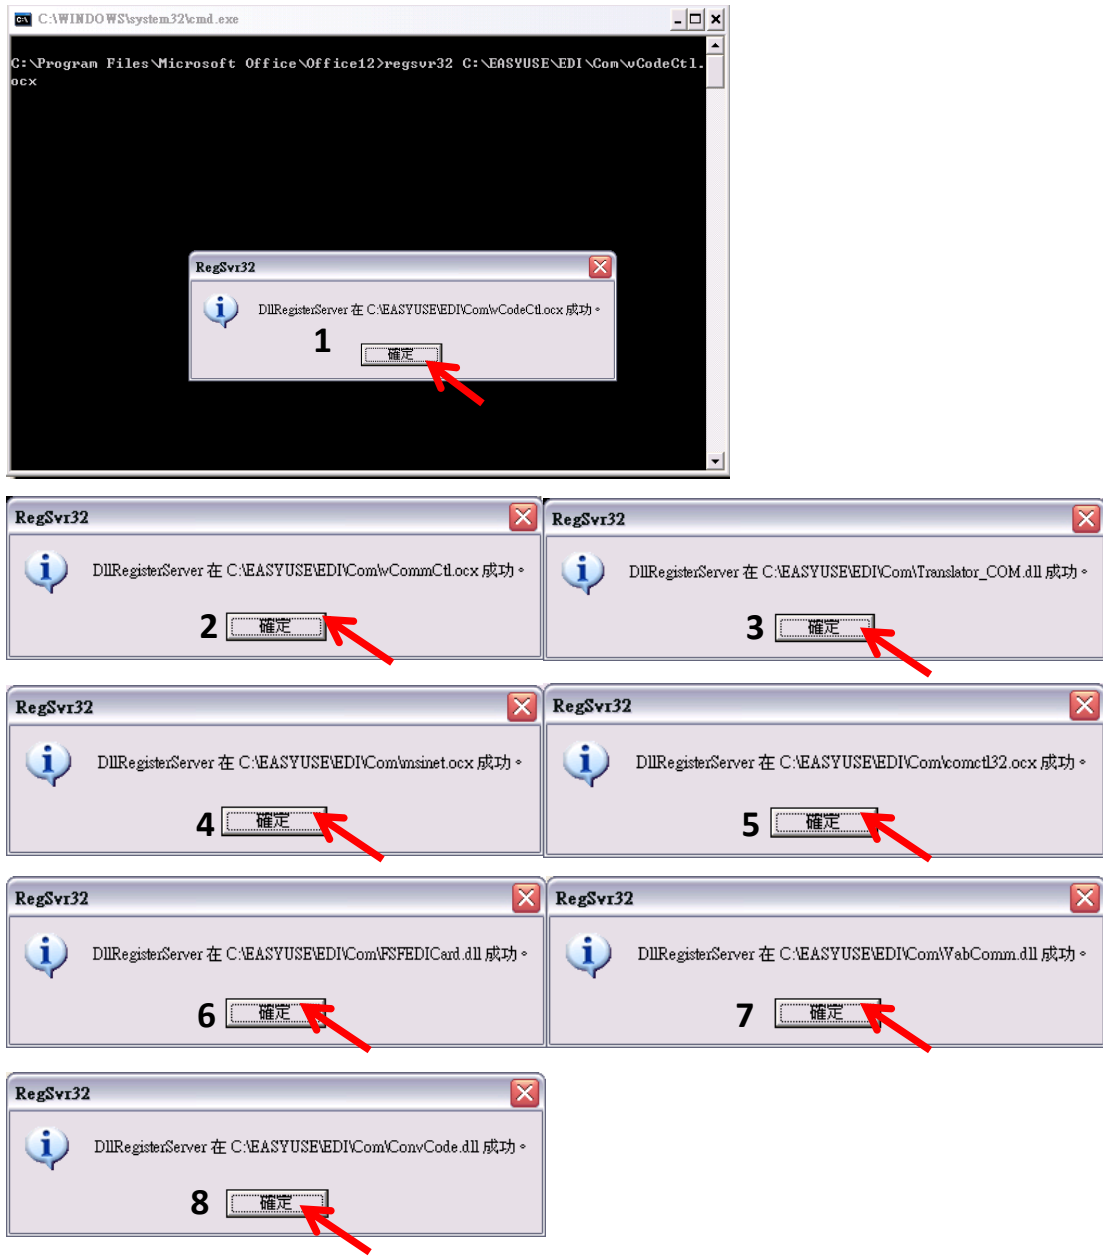 C:\WINDOWS\system32\cmd.exe
C:\Program Files\Microsoft Office\Office12>regsvr32 C:\EASYUSE\EDI\Com\vCodeCtl.
ocx
RegSvr32
DllRegisterServer 在 C:\EASYUSE\EDI\Com\vCodeCtl.ocx 成功。
1
確定
RegSvr32
DllRegisterServer 在 C:\EASYUSE\EDI\Com\vCommCtl.ocx 成功。
2
確定
RegSvr32
DllRegisterServer 在 C:\EASYUSE\EDI\Com\Translator_COM.dll 成功。
3
確定
RegSvr32
DllRegisterServer 在 C:\EASYUSE\EDI\Com\msinet.ocx 成功。
4
確定
RegSvr32
DllRegisterServer 在 C:\EASYUSE\EDI\Com\comctl32.ocx 成功。
5
確定
RegSvr32
DllRegisterServer 在 C:\EASYUSE\EDI\Com\FSFEDICard.dll 成功。
6
確定
RegSvr32
DllRegisterServer 在 C:\EASYUSE\EDI\Com\VabComm.dll 成功。
7
確定
RegSvr32
DllRegisterServer 在 C:\EASYUSE\EDI\Com\ConvCode.dll 成功。
8
確定